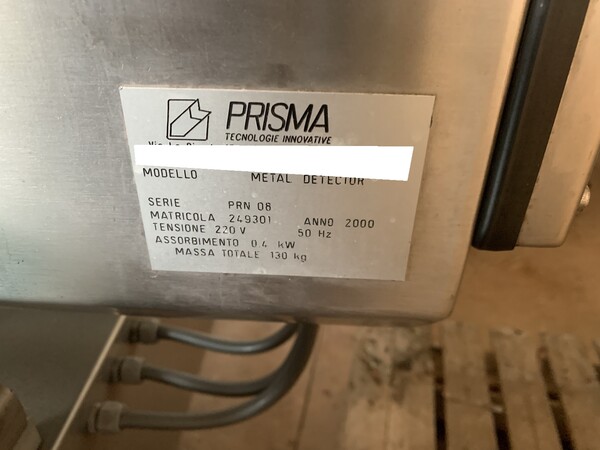 PRISMA
TECNOLOGIE INNOVATIVE
MODELLO METAL DETECTOR
SERIE PRN 08
MATRICOLA 249301 ANNO 2000
TENSIONE 220 V 50 Hz
ASSORBIMENTO 0.4 kW
MASSA TOTALE 130 kg